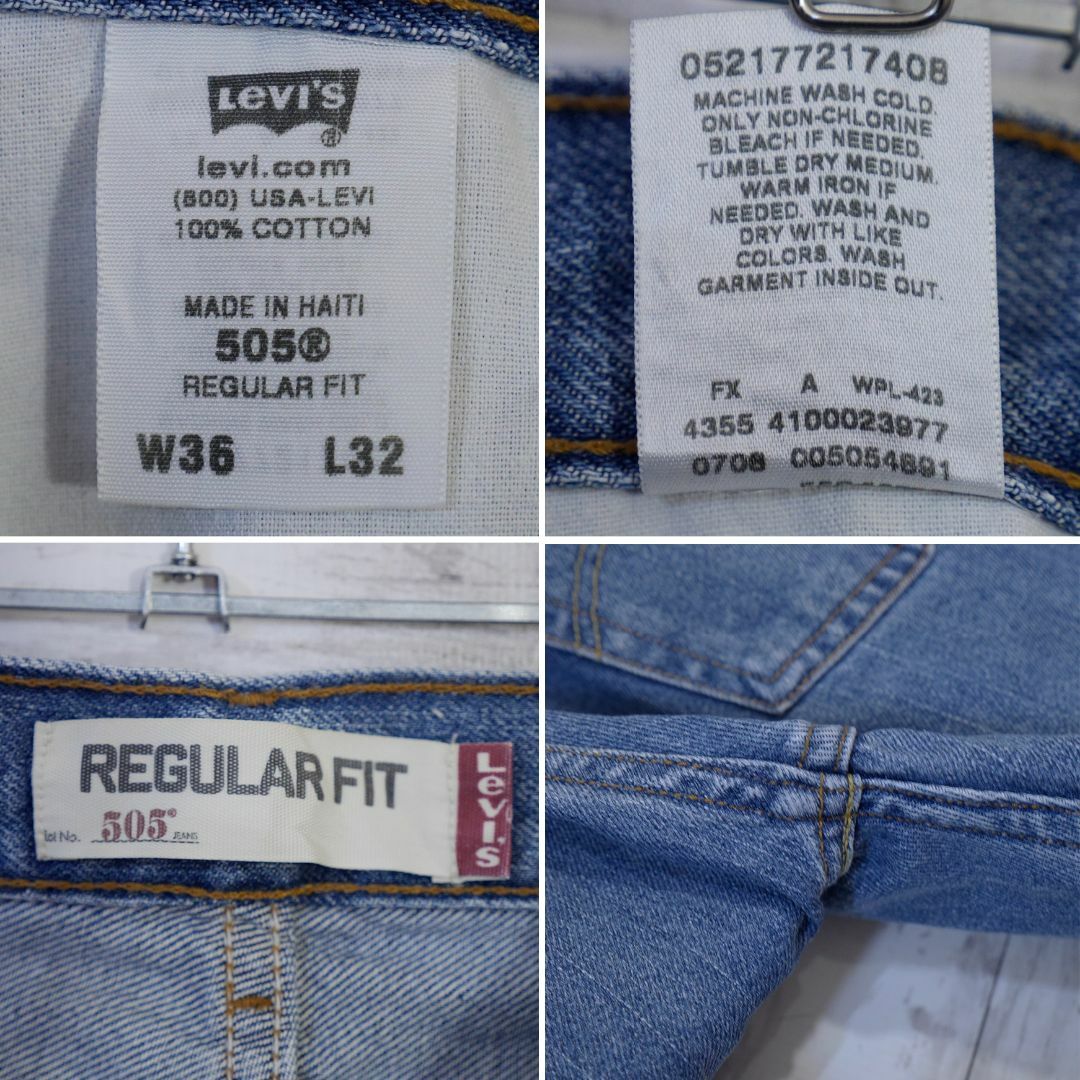 Levi's
®
levi.com
(800) USA-LEVI
100% COTTON
MADE IN HAITI
505®
REGULAR FIT
W36 L32
052177217408
MACHINE WASH COLD
ONLY NON-CHLORINE
BLEACH IF NEEDED.
TUMBLE DRY MEDIUM.
WARM IRON IF
NEEDED. WASH AND
DRY WITH LIKE
COLORS. WASH
GARMENT INSIDE OUT.
FX A WPL-423
4355 4100023977
0708 005054891
REGULAR FIT
Lot No. 505® JEANS
Levi's